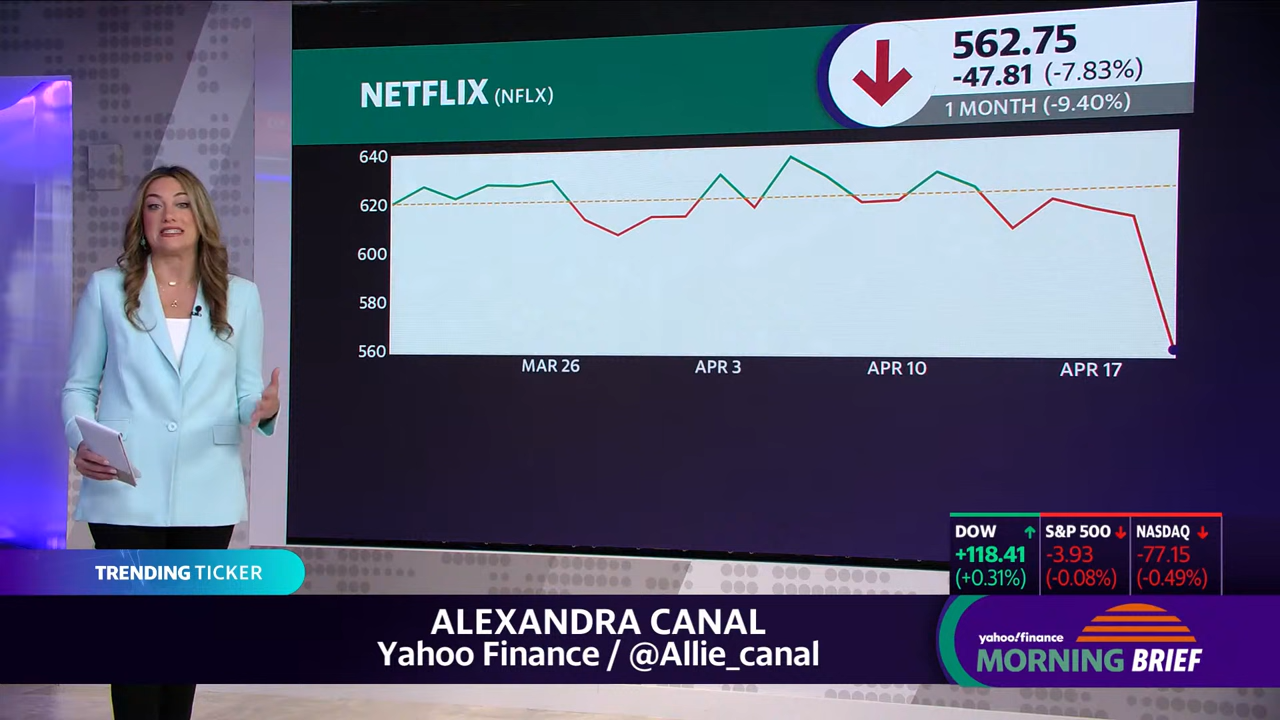 NETFLIX (NFLX)
562.75
-47.81 (-7.83%)
1 MONTH (-9.40%)
640
620
600
580
560
MAR 26
APR 3
APR 10
APR 17
DOW
+118.41
(+0.31%)
S&P 500
-3.93
(-0.08%)
NASDAQ
-77.15
(-0.49%)
TRENDING TICKER
ALEXANDRA CANAL
Yahoo Finance / @Allie_canal
yahoo!finance
MORNING BRIEF